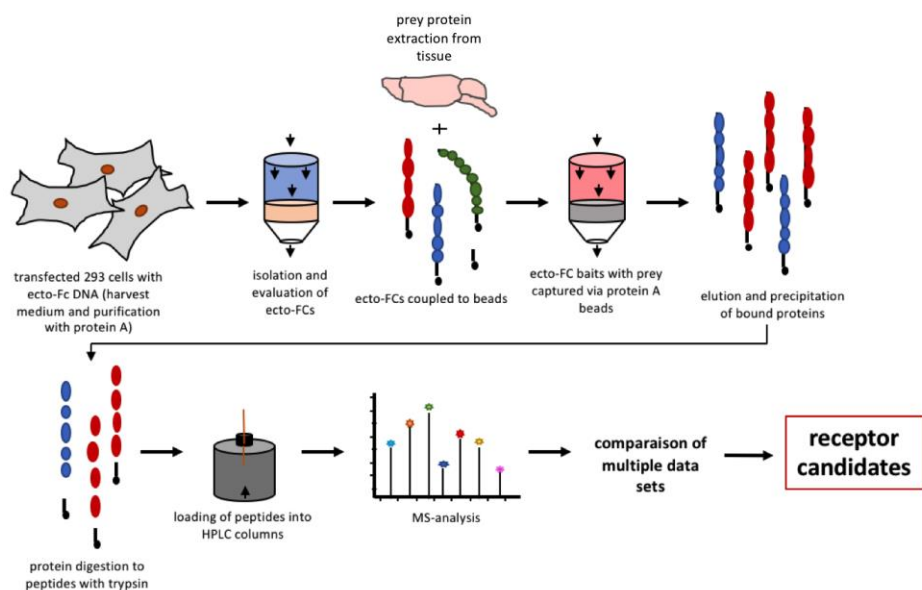 prey protein
extraction from
tissue
+
transfected 293 cells with
ecto-Fc DNA (harvest
medium and purification
with protein A)
isolation and
evaluation of
ecto-FCs
ecto-FCs coupled to beads
ecto-FC baits with prey
captured via protein A
beads
elution and precipitation
of bound proteins
protein digestion to
peptides with trypsin
loading of peptides into
HPLC columns
MS-analysis
comparaison of
multiple data
sets
receptor
candidates